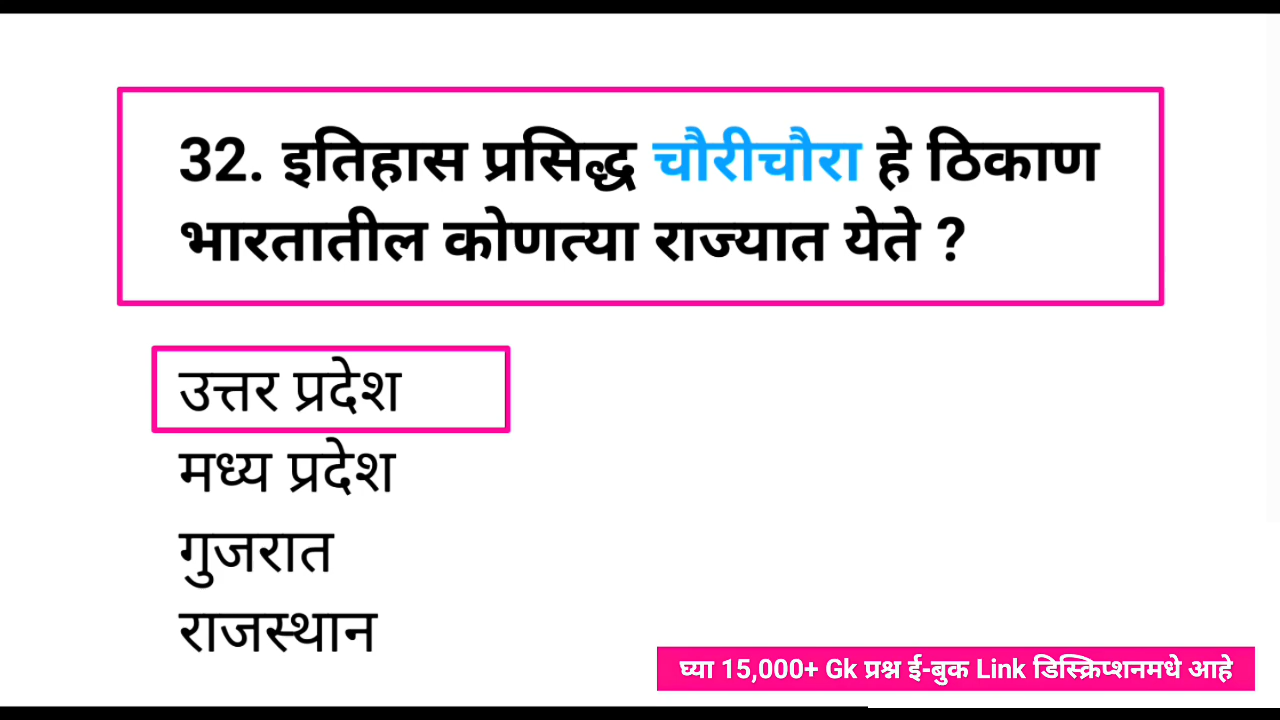 32. इतिहास प्रसिद्ध चौरीचौरा हे ठिकाण
भारतातील कोणत्या राज्यात येते ?
उत्तर प्रदेश
मध्य प्रदेश
गुजरात
राजस्थान
घ्या 15,000+ Gk प्रश्न ई-बुक Link डिस्क्रिप्शनमधे आहे